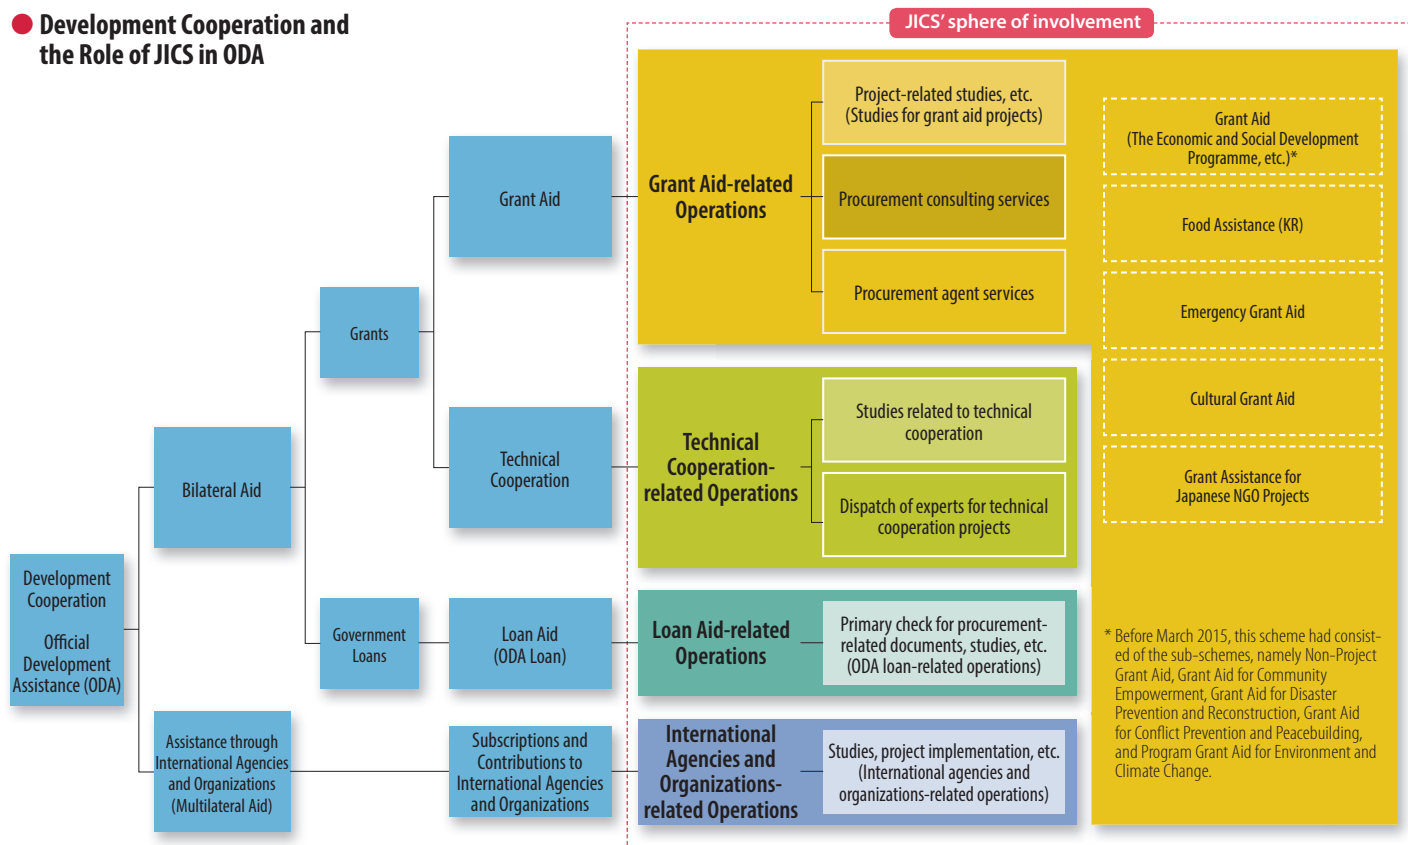 Development Cooperation and
the Role of JICS in ODA
JICS' sphere of involvement
Development
Cooperation
Official
Development
Assistance (ODA)
Bilateral Aid
Assistance through
International Agencies
and Organizations
(Multilateral Aid)
Grants
Government
Loans
Grant Aid
Technical
Cooperation
Loan Aid
(ODA Loan)
Subscriptions and
Contributions to
International Agencies
and Organizations
Grant Aid-related
Operations
Project-related studies, etc.
(Studies for grant aid projects)
Procurement consulting services
Procurement agent services
Technical
Cooperation-
related Operations
Studies related to technical
cooperation
Dispatch of experts for technical
cooperation projects
Loan Aid-related
Operations
Primary check for procurement-
related documents, studies, etc.
(ODA loan-related operations)
International
Agencies and
Organizations-
related Operations
Studies, project implementation, etc.
(International agencies and
organizations-related operations)
Grant Aid
(The Economic and Social Development
Programme, etc.)*
Food Assistance (KR)
Emergency Grant Aid
Cultural Grant Aid
Grant Assistance for
Japanese NGO Projects
* Before March 2015, this scheme had consist-
ed of the sub-schemes, namely Non-Project
Grant Aid, Grant Aid for Community
Empowerment, Grant Aid for Disaster
Prevention and Reconstruction, Grant Aid
for Conflict Prevention and Peacebuilding,
and Program Grant Aid for Environment and
Climate Change.